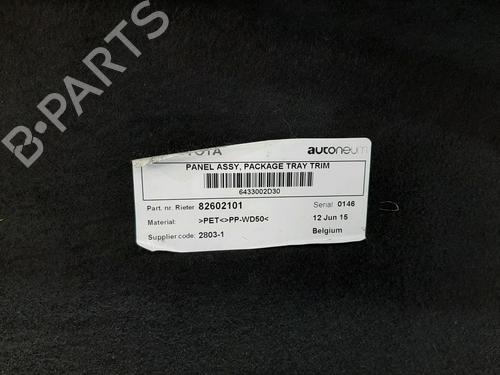 TOYOTA autoneum
PANEL ASSY, PACKAGE TRAY TRIM
6433002D30
Part. nr. Rieter 82602101 Serial 0146
Material: >PET<>PP-WD50< 12 Jun 15
Supplier code: 2803-1 Belgium
B-PARTS